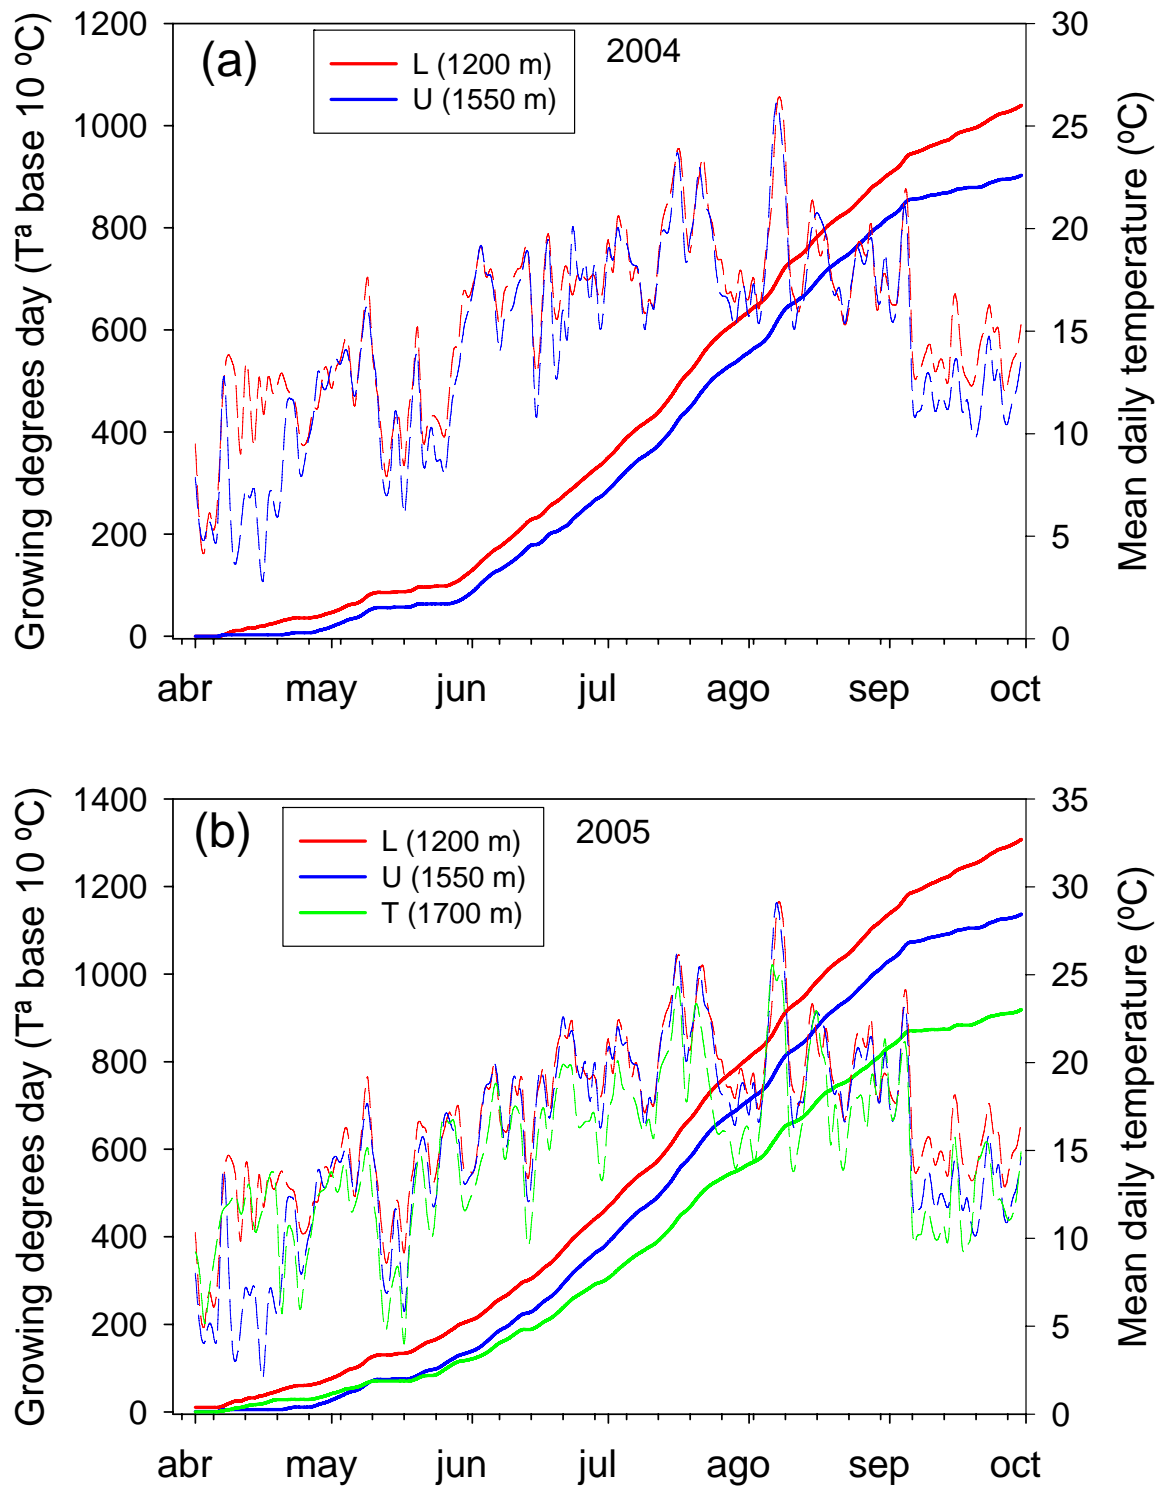 (a)
2004
L (1200 m)
U (1550 m)
Growing degrees day (Tª base 10 ºC)
1200
1000
800
600
400
200
0
Mean daily temperature (ºC)
30
25
20
15
10
5
0
abr may jun jul ago sep oct
(b)
2005
L (1200 m)
U (1550 m)
T (1700 m)
Growing degrees day (Tª base 10 ºC)
1400
1200
1000
800
600
400
200
0
Mean daily temperature (ºC)
35
30
25
20
15
10
5
0
abr may jun jul ago sep oct